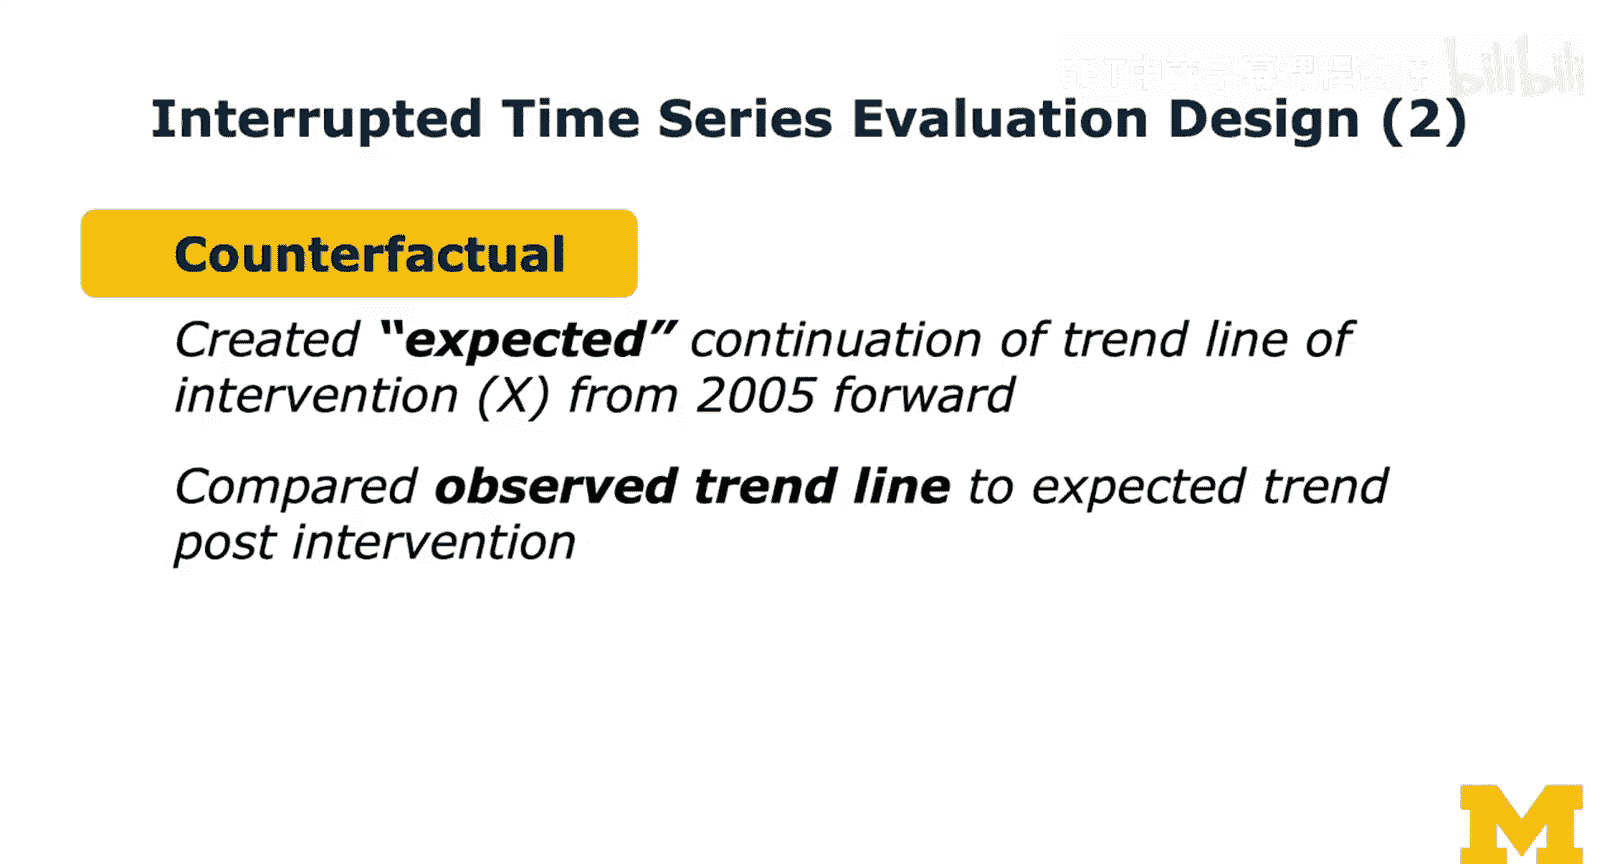 bilibili
Interrupted Time Series Evaluation Design (2)
Counterfactual
Created “expected” continuation of trend line of
intervention (X) from 2005 forward
Compared observed trend line to expected trend
post intervention
M